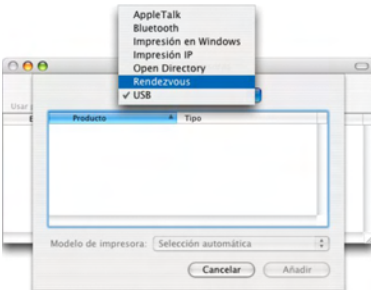 AppleTalk
Bluetooth
Impresión en Windows
Impresión IP
Open Directory
Rendezvous
✓ USB
Usar
Producto Tipo
Modelo de impresora: Selección automática
Cancelar Añadir